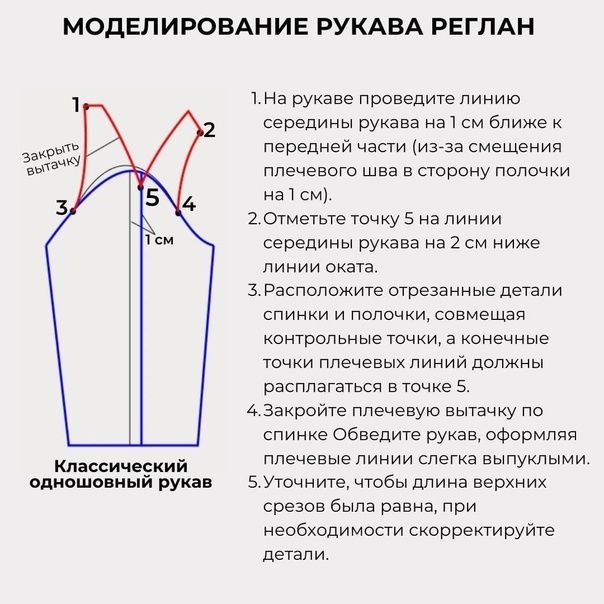 МОДЕЛИРОВАНИЕ РУКАВА РЕГЛАН
1
2
Закрыть
вытачку
3
5
4
1 см
Классический
одношовный рукав
1. На рукаве проведите линию
середины рукава на 1 см ближе к
передней части (из-за смещения
плечевого шва в сторону полочки
на 1 см).
2. Отметьте точку 5 на линии
середины рукава на 2 см ниже
линии оката.
3. Расположите отрезанные детали
спинки и полочки, совмещая
контрольные точки, а конечные
точки плечевых линий должны
располагаться в точке 5.
4. Закройте плечевую вытачку по
спинке Обведите рукав, оформляя
плечевые линии слегка выпуклыми.
5. Уточните, чтобы длина верхних
срезов была равна, при
необходимости скорректируйте
детали.